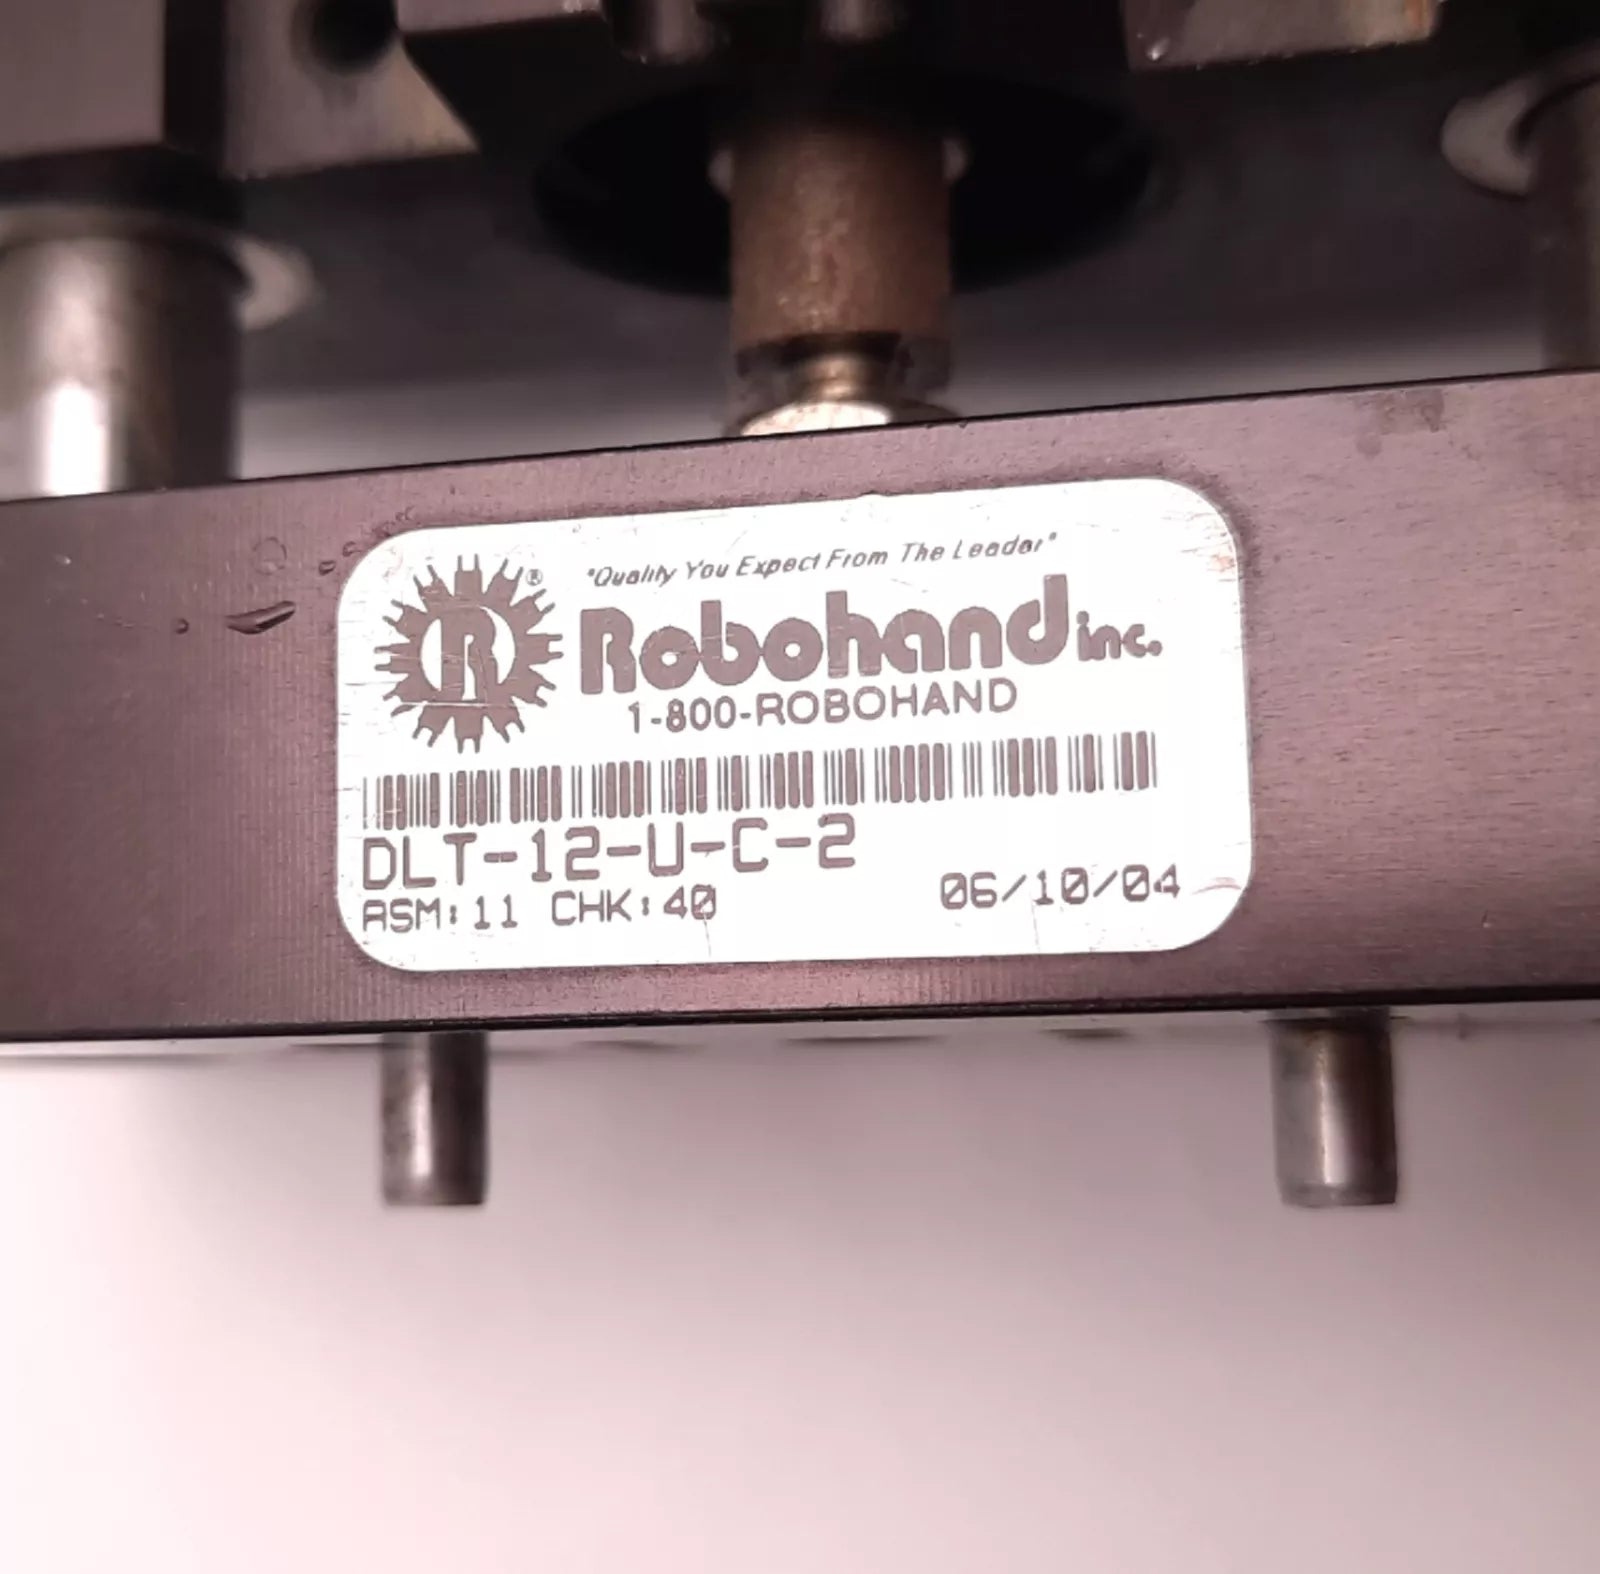 "Quality You Expect From The Leader"
R ®
Robohand inc.
1-800-ROBOHAND
DLT-12-U-C-2
ASM:11 CHK:40 06/10/04